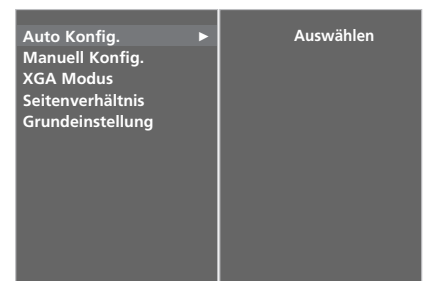 Auto Konfig. ► Auswählen
Manuell Konfig.
XGA Modus
Seitenverhältnis
Grundeinstellung